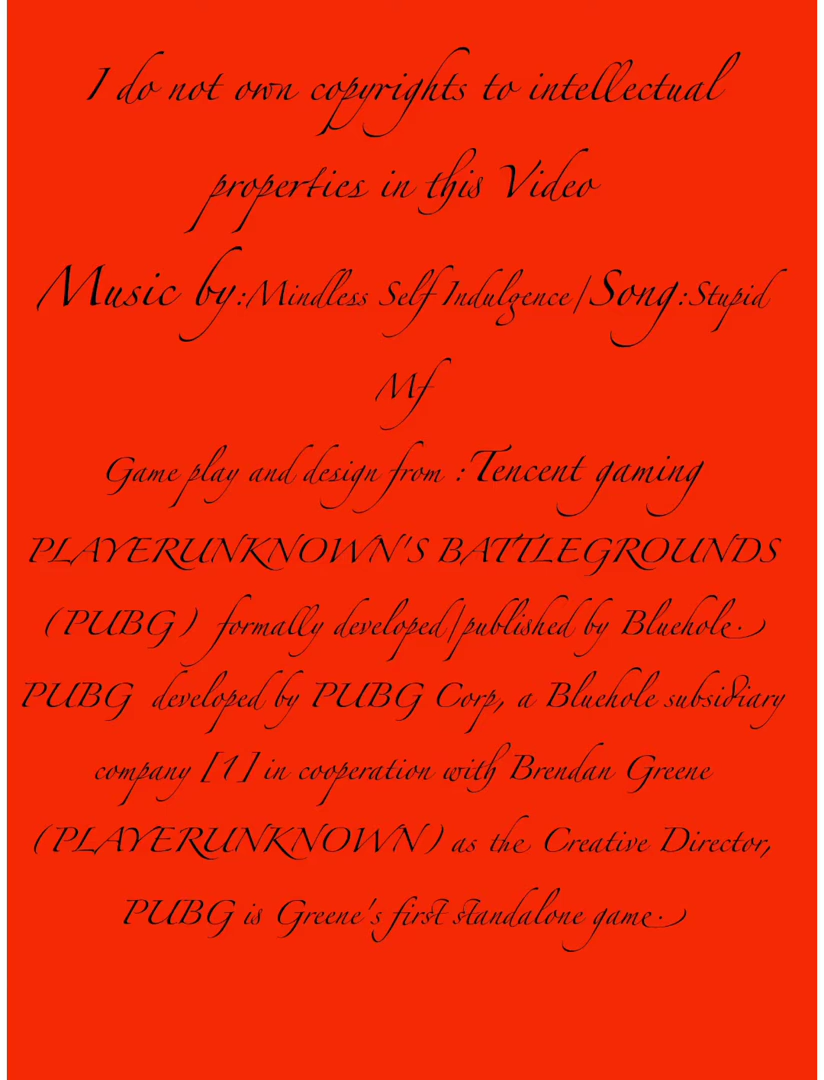 I do not own copyrights to intellectual
properties in this Video
Music by:Mindless Self Indulgence/Song:Stupid
Mf
Game play and design from :Tencent gaming
PLAYERUNKNOWN'S BATTLEGROUNDS
(PUBG) formally developed/published by Bluehole.
PUBG developed by PUBG Corp, a Bluehole subsidiary
company [1] in cooperation with Brendan Greene
(PLAYERUNKNOWN) as the Creative Director,
PUBG is Greene's first standalone game.